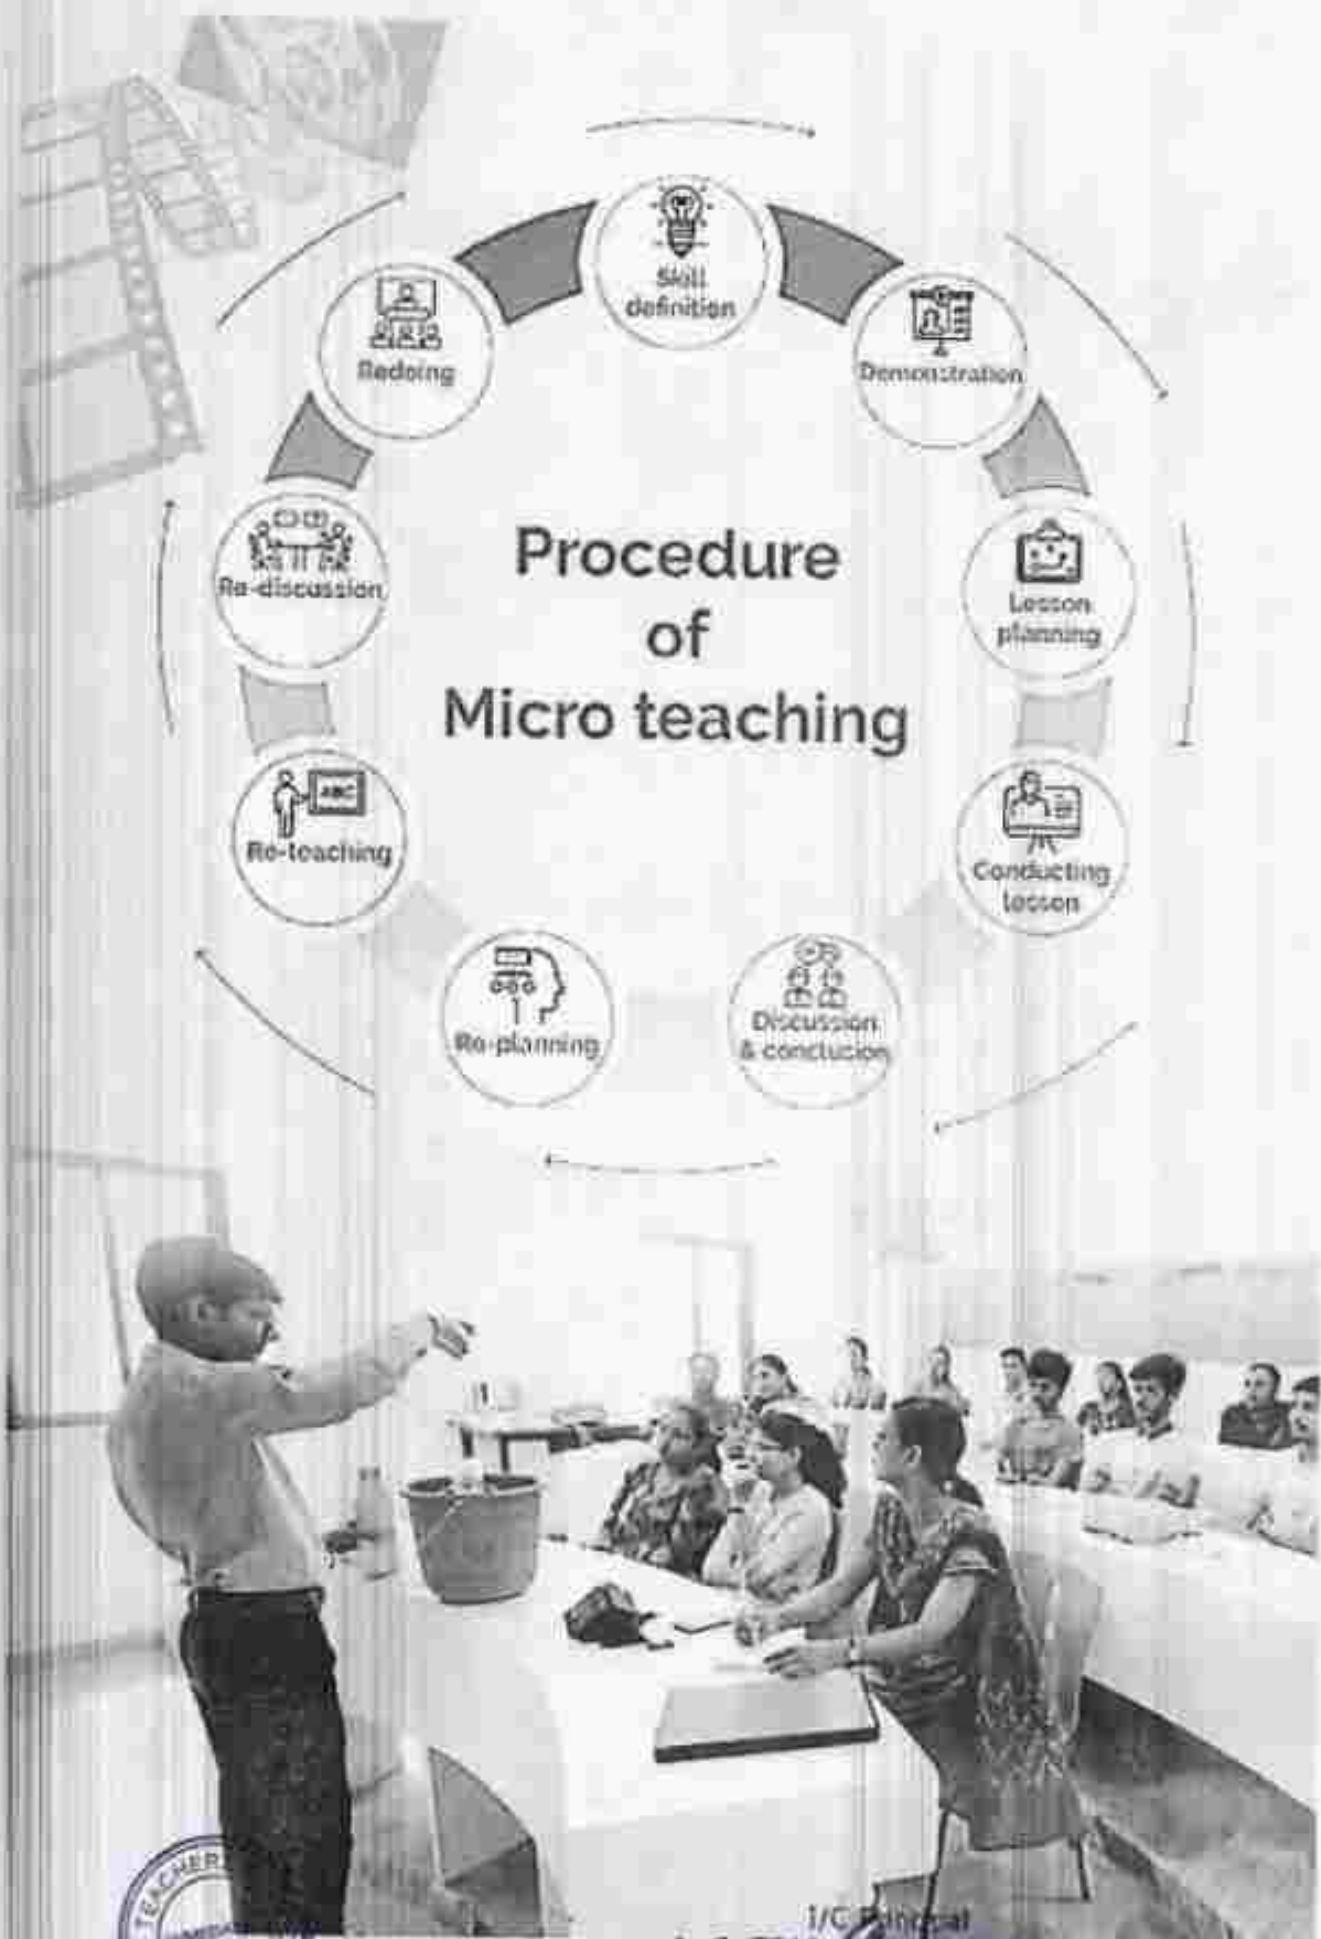 Skill
definition
Demonstration
Lesson
planning
Conducting
lesson
Discussion
& conclusion
Re-planning
ABC
Re-teaching
Re-discussion
Redoing
Procedure
of
Micro teaching
TEACHER
I/C Principal